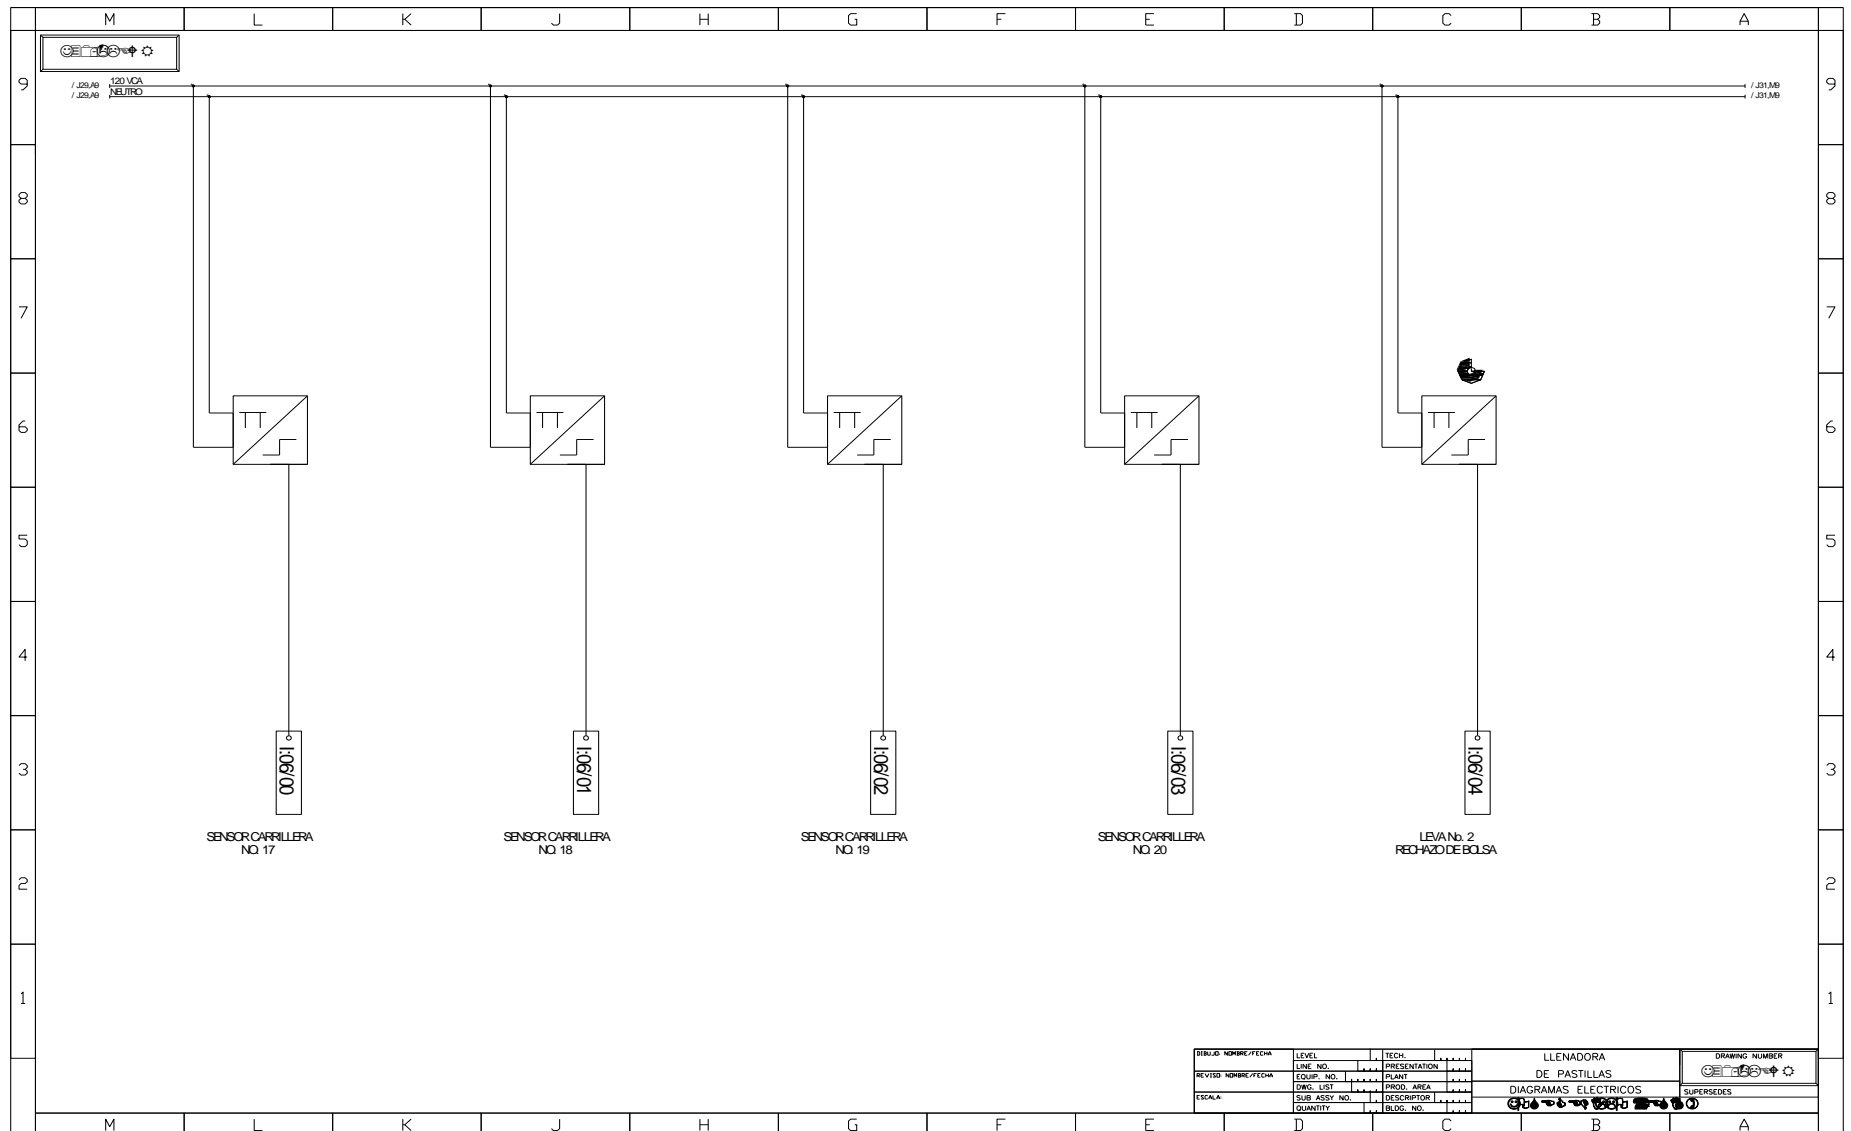 M L K J H G F E D C B A
9 9
/ J29,A9 120 VCA / J31,M9
/ J29,A9 NEUTRO / J31,M9
8 8
7 7
6 6
5 5
4 4
3 I:06/00 I:06/01 I:06/02 I:06/03 I:06/04 3
SENSOR CARRILLERA SENSOR CARRILLERA SENSOR CARRILLERA SENSOR CARRILLERA LEVA No. 2
NO. 17 NO. 18 NO. 19 NO. 20 RECHAZO DE BOLSA
2 2
1 1
DIBUJO: NOMBRE/FECHA
REVISO: NOMBRE/FECHA
ESCALA:
LEVEL
LINE NO.
EQUIP. NO.
DWG. LIST
SUB ASSY NO.
QUANTITY
TECH.
PRESENTATION
PLANT
PROD. AREA
DESCRIPTOR
BLDG. NO.
LLENADORA
DE PASTILLAS
DIAGRAMAS ELECTRICOS
DRAWING NUMBER
SUPERSEDES
M L K J H G F E D C B A